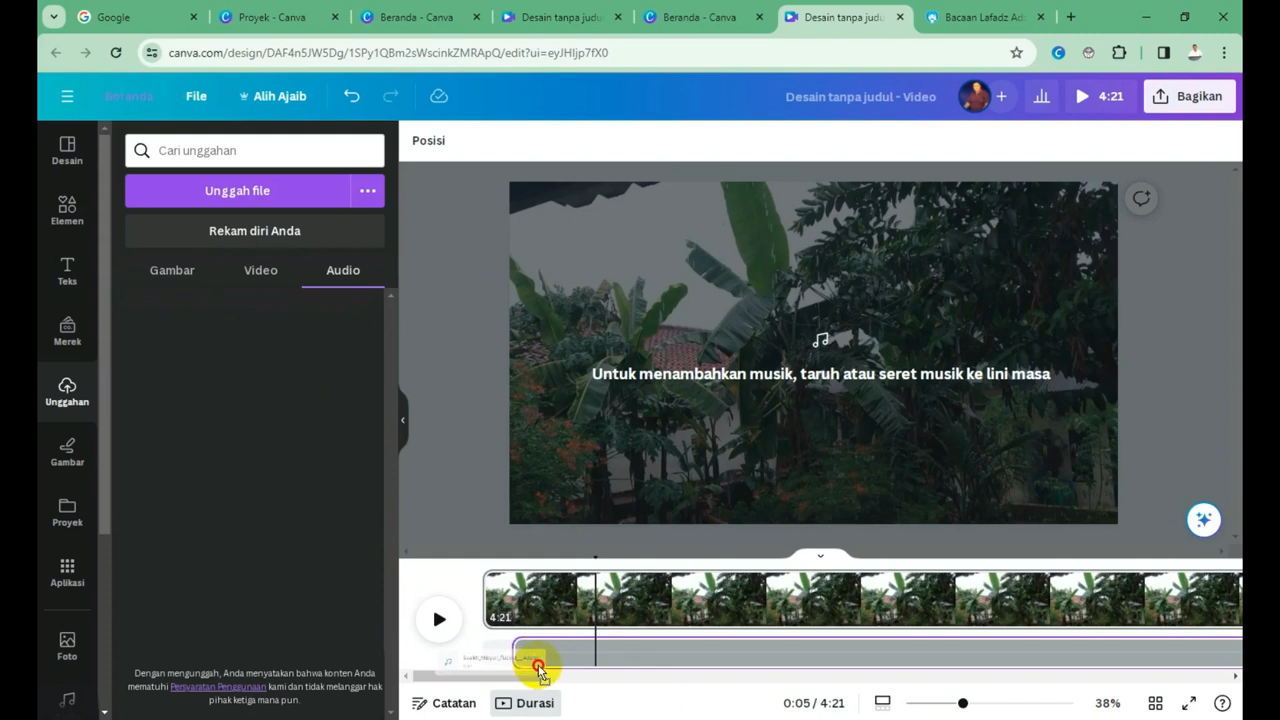 Google
Proyek - Canva
Beranda - Canva
Desain tanpa judu
Beranda - Canva
Desain tanpa judu
Bacaan Lafadz Ad
canva.com/design/DAF4n5JW5Dg/1SPy1QBm2sWscinkZMRApQ/edit?ui=eyJHIjp7fX0
Beranda
File
Alih Ajaib
Desain tanpa judul - Video
4:21
Bagikan
Desain
Elemen
Teks
Merek
Unggahan
Gambar
Proyek
Aplikasi
Foto
Cari unggahan
Unggah file
Rekam diri Anda
Gambar
Video
Audio
Dengan mengunggah, Anda menyatakan bahwa konten Anda
mematuhi Persyaratan Penggunaan kami dan tidak melanggar hak
pihak ketiga mana pun.
Posisi
Untuk menambahkan musik, taruh atau seret musik ke lini masa
4:21
Catatan
Durasi
0:05 / 4:21
38%